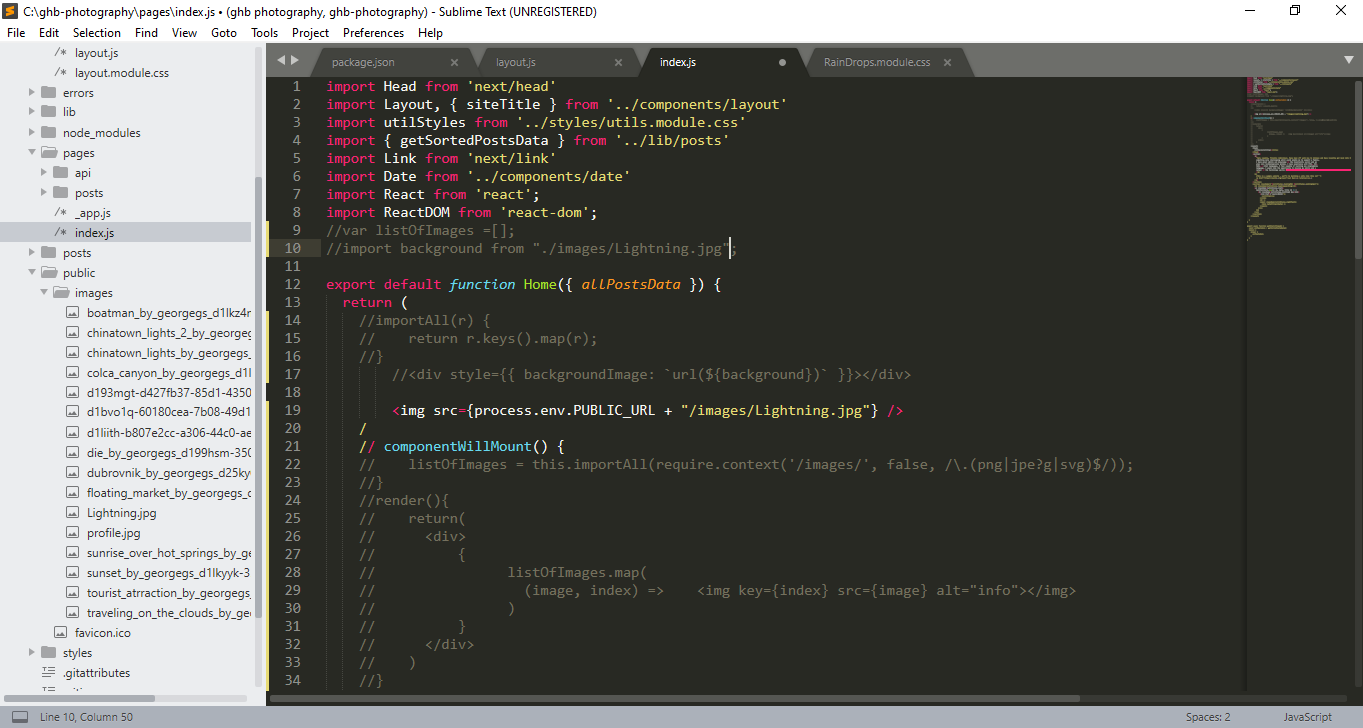 C:\ghb-photography\pages\index.js • (ghb photography, ghb-photography) - Sublime Text (UNREGISTERED)
File Edit Selection Find View Goto Tools Project Preferences Help
/* layout.js
/* layout.module.css
errors
lib
node_modules
pages
api
posts
/* _app.js
/* index.js
posts
public
images
boatman_by_georgegs_d1lkz4r
chinatown_lights_2_by_georgeg
chinatown_lights_by_georgegs_
colca_canyon_by_georgegs_d1l
d193mgt-d427fb37-85d1-4350
d1bvo1q-60180cea-7b08-49d1
d1liith-b807e2cc-a306-44c0-ae
die_by_georgegs_d199hsm-350
dubrovnik_by_georgegs_d25ky
floating_market_by_georgegs_c
Lightning.jpg
profile.jpg
sunrise_over_hot_springs_by_ge
sunset_by_georgegs_d1lkyyk-3
tourist_atrraction_by_georgegs_
traveling_on_the_clouds_by_geo
favicon.ico
styles
.gitattributes
package.json × layout.js × index.js RainDrops.module.css ×
1 import Head from 'next/head'
2 import Layout, { siteTitle } from '../components/layout'
3 import utilStyles from '../styles/utils.module.css'
4 import { getSortedPostsData } from '../lib/posts'
5 import Link from 'next/link'
6 import Date from '../components/date'
7 import React from 'react';
8 import ReactDOM from 'react-dom';
9 //var listOfImages =[];
10 //import background from "./images/Lightning.jpg";
11
12 export default function Home({ allPostsData }) {
13 return (
14 //importAll(r) {
15 // return r.keys().map(r);
16 //}
17 //<div style={{ backgroundImage: `url(${background})` }}></div>
18
19 <img src={process.env.PUBLIC_URL + "/images/Lightning.jpg"} />
20 /
21 // componentWillMount() {
22 // listOfImages = this.importAll(require.context('/images/', false, /\.(png|jpe?g|svg)$/));
23 //}
24 //render(){
25 // return(
26 // <div>
27 // {
28 // listOfImages.map(
29 // (image, index) => <img key={index} src={image} alt="info"></img>
30 // )
31 // }
32 // </div>
33 // )
34 //}
Line 10, Column 50 Spaces: 2 JavaScript